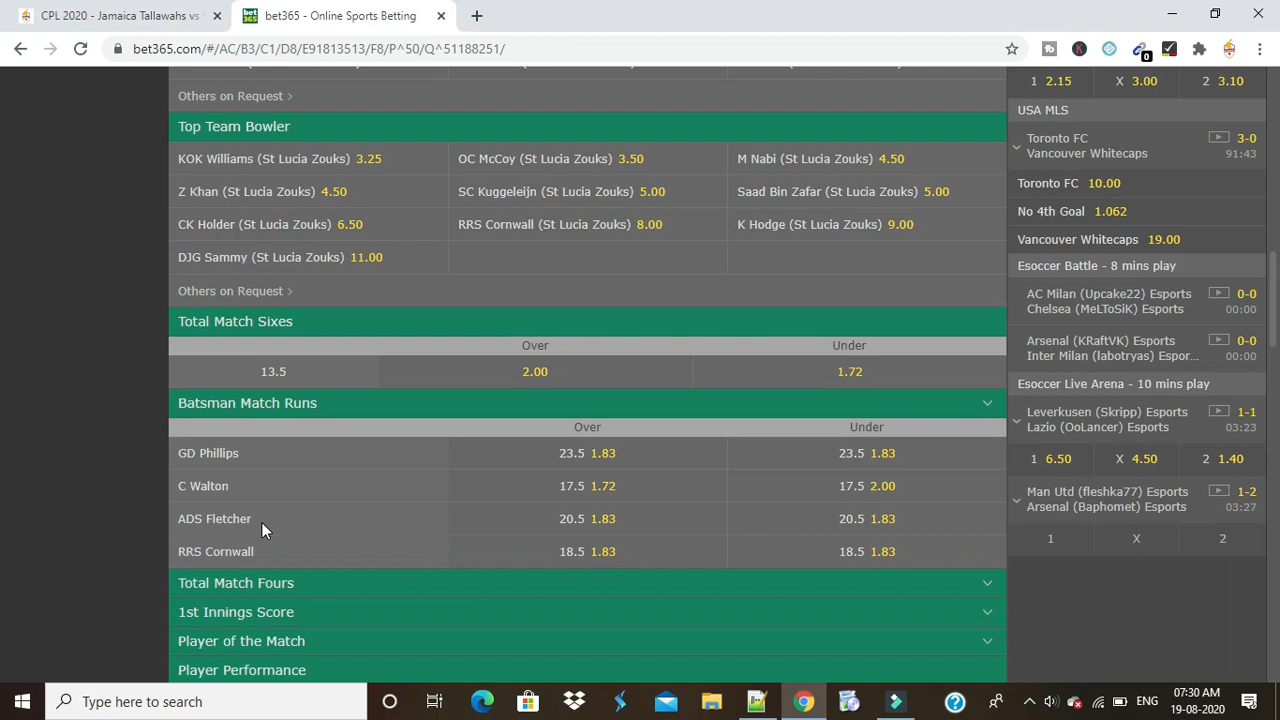 CPL 2020 - Jamaica Tallawahs vs
bet365 - Online Sports Betting
bet365.com/#/AC/B3/C1/D8/E91813513/F8/P^50/Q^51188251/
Others on Request
Top Team Bowler
KOK Williams (St Lucia Zouks) 3.25 OC McCoy (St Lucia Zouks) 3.50 M Nabi (St Lucia Zouks) 4.50
Z Khan (St Lucia Zouks) 4.50 SC Kuggeleijn (St Lucia Zouks) 5.00 Saad Bin Zafar (St Lucia Zouks) 5.00
CK Holder (St Lucia Zouks) 6.50 RRS Cornwall (St Lucia Zouks) 8.00 K Hodge (St Lucia Zouks) 9.00
DJG Sammy (St Lucia Zouks) 11.00
Others on Request
Total Match Sixes
Over Under
13.5 2.00 1.72
Batsman Match Runs
Over Under
GD Phillips 23.5 1.83 23.5 1.83
C Walton 17.5 1.72 17.5 2.00
ADS Fletcher 20.5 1.83 20.5 1.83
RRS Cornwall 18.5 1.83 18.5 1.83
Total Match Fours
1st Innings Score
Player of the Match
Player Performance
1 2.15 X 3.00 2 3.10
USA MLS
Toronto FC 3-0
Vancouver Whitecaps 91:43
Toronto FC 10.00
No 4th Goal 1.062
Vancouver Whitecaps 19.00
Esoccer Battle - 8 mins play
AC Milan (Upcake22) Esports 0-0
Chelsea (MeLToSiK) Esports 00:00
Arsenal (KRaftVK) Esports 0-0
Inter Milan (labotryas) Espor... 00:00
Esoccer Live Arena - 10 mins play
Leverkusen (Skripp) Esports 1-1
Lazio (OoLancer) Esports 03:23
1 6.50 X 4.50 2 1.40
Man Utd (fleshka77) Esports 1-2
Arsenal (Baphomet) Esports 03:27
1 X 2
Type here to search
ENG
07:30 AM
19-08-2020